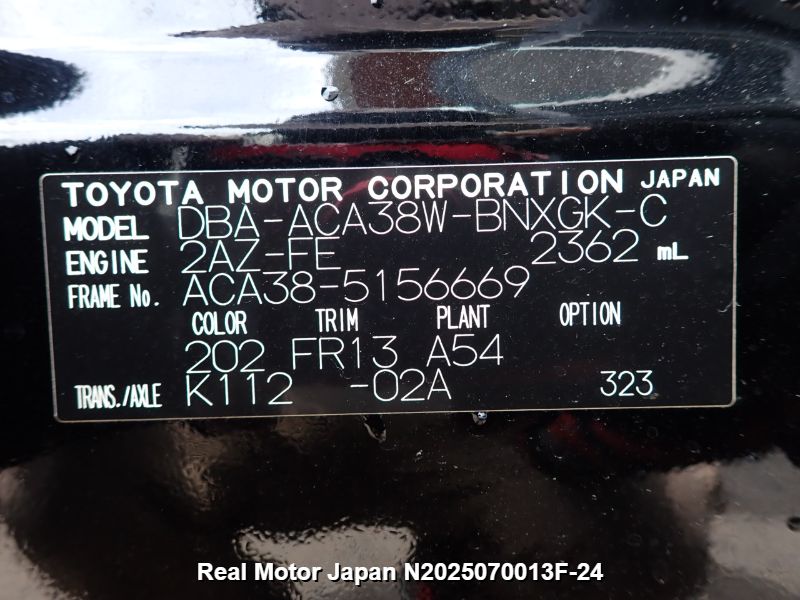 TOYOTA MOTOR CORPORATION JAPAN
MODEL DBA-ACA38W-BNXGK-C
ENGINE 2AZ-FE 2362 mL
FRAME No. ACA38-5156669
COLOR TRIM PLANT OPTION
202 FR13 A54
TRANS./AXLE K112 -02A 323
Real Motor Japan N2025070013F-24